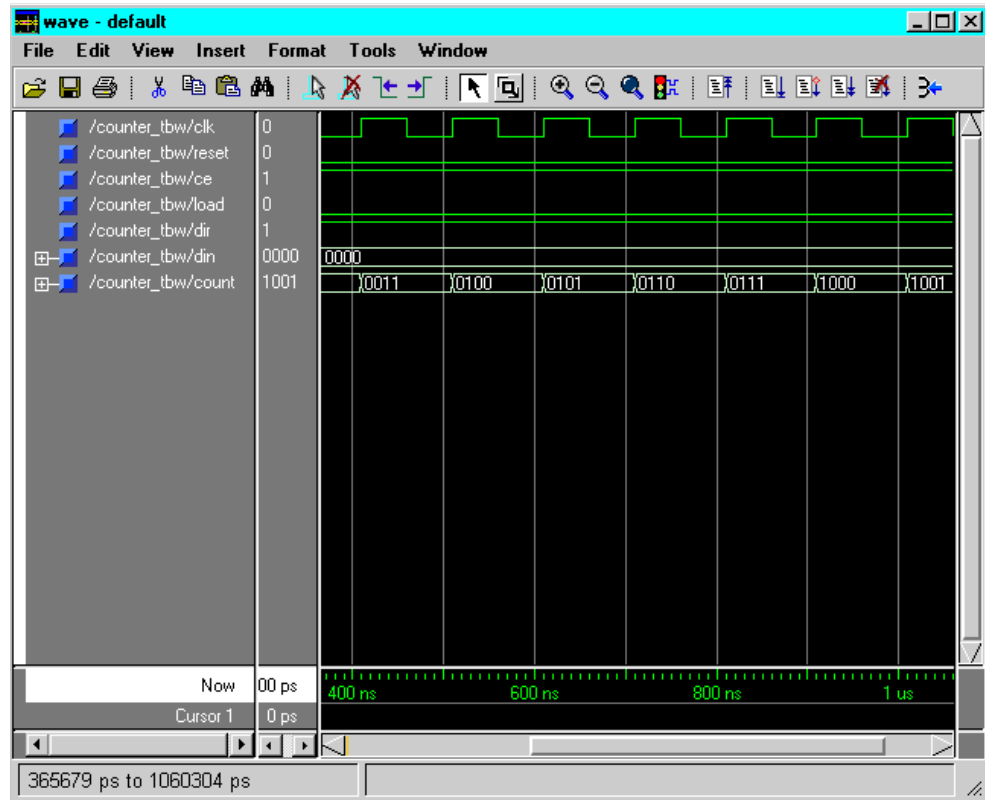 wave - default
File Edit View Insert Format Tools Window
/counter_tbw/clk 0
/counter_tbw/reset 0
/counter_tbw/ce 1
/counter_tbw/load 0
/counter_tbw/dir 1
/counter_tbw/din 0000 0000
/counter_tbw/count 1001 0011 0100 0101 0110 0111 1000 1001
Now 00 ps 400 ns 600 ns 800 ns 1 us
Cursor 1 0 ps
365679 ps to 1060304 ps